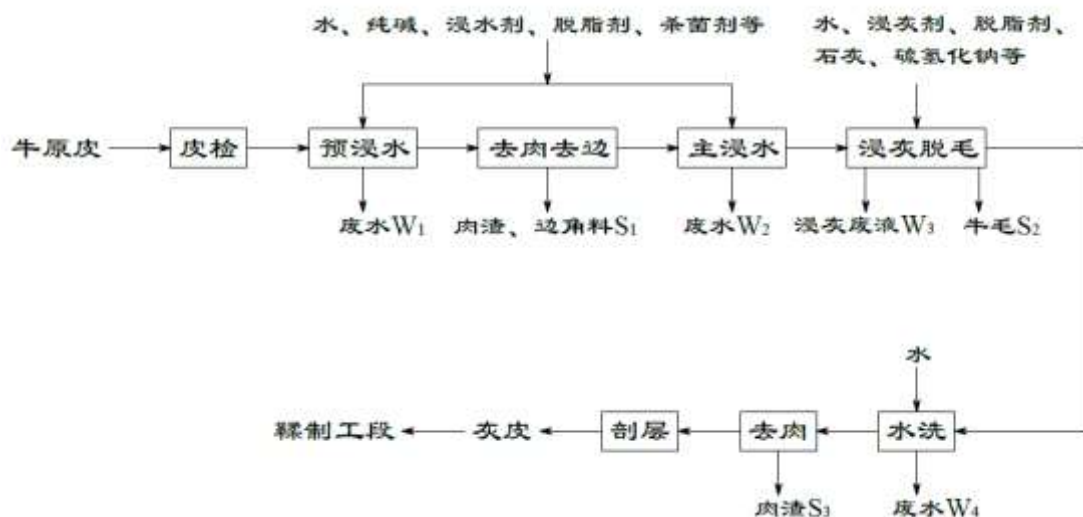 水、纯碱、浸水剂、脱脂剂、杀菌剂等
水、浸灰剂、脱脂剂、
石灰、硫氢化钠等
牛原皮
皮检
预浸水
去肉去边
主浸水
浸灰脱毛
废水W₁
肉渣、边角料S₁
废水W₂
浸灰废液W₃
牛毛S₂
水
鞣制工段
灰皮
剖层
去肉
水洗
肉渣S₃
废水W₄